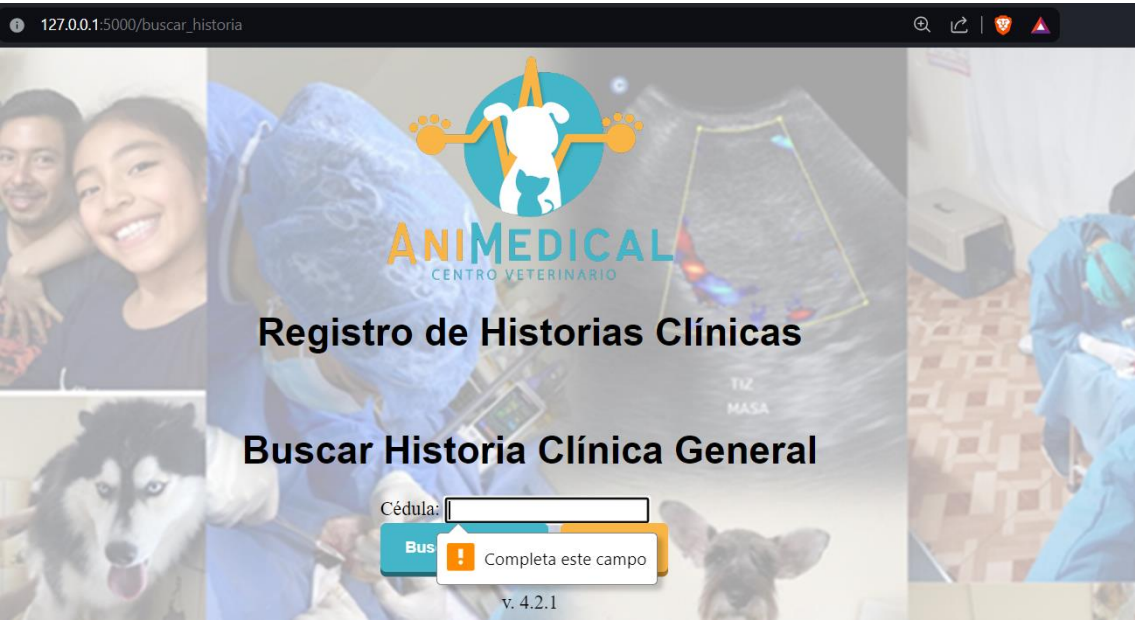 127.0.0.1:5000/buscar_historia
ANIMEDICAL
CENTRO VETERINARIO
TIZ
MASA
Registro de Historias Clínicas
Buscar Historia Clínica General
Cédula:
Completa este campo
v. 4.2.1